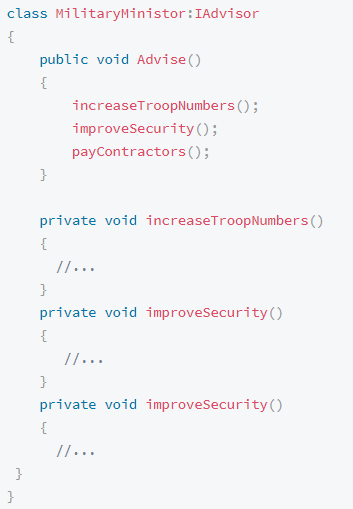 class MilitaryMinistor:IAdvisor
{
    public void Advise()
    {
        increaseTroopNumbers();
        improveSecurity();
        payContractors();
    }

    private void increaseTroopNumbers()
    {
      //...
    }
    private void improveSecurity()
    {
       //...
    }
    private void improveSecurity()
    {
      //...
 }
}